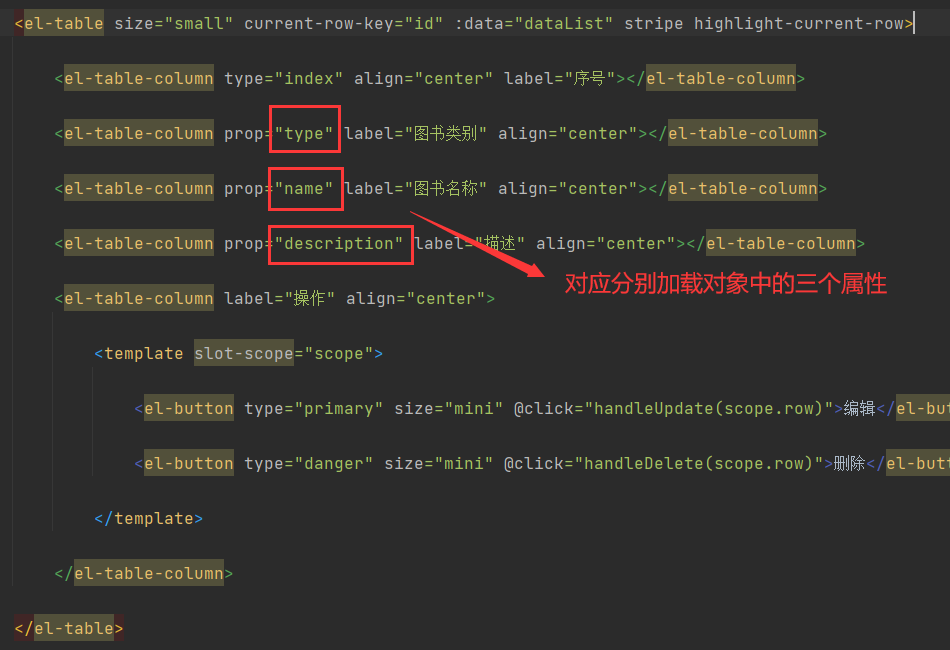 <el-table size="small" current-row-key="id" :data="dataList" stripe highlight-current-row>
<el-table-column type="index" align="center" label="序号"></el-table-column>
<el-table-column prop="type" label="图书类别" align="center"></el-table-column>
<el-table-column prop="name" label="图书名称" align="center"></el-table-column>
<el-table-column prop="description" label="描述" align="center"></el-table-column>
对应分别加载对象中的三个属性
<el-table-column label="操作" align="center">
<template slot-scope="scope">
<el-button type="primary" size="mini" @click="handleUpdate(scope.row)">编辑</el-but
<el-button type="danger" size="mini" @click="handleDelete(scope.row)">删除</el-butt
</template>
</el-table-column>
</el-table>